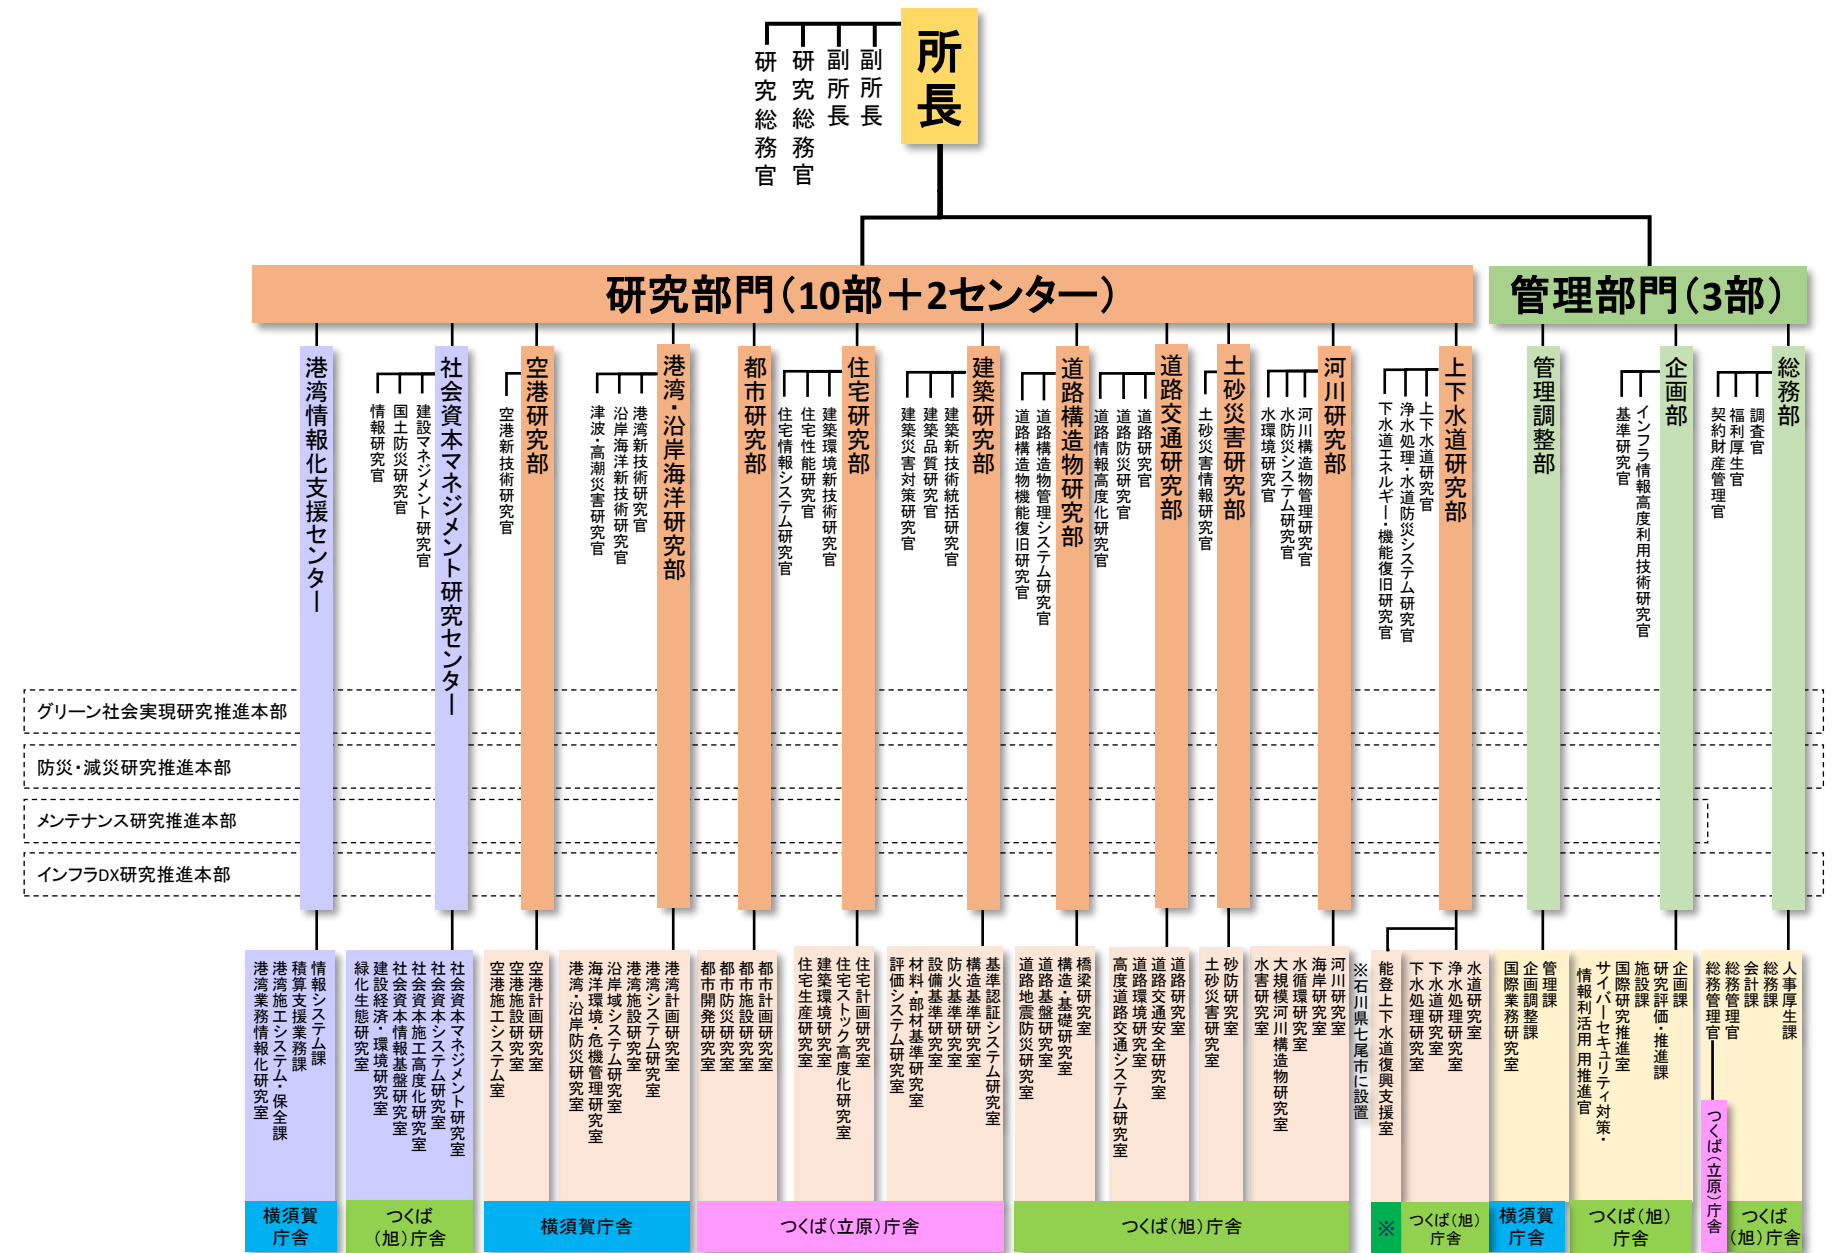 所長
副所長
副所長
研究総務官
研究総務官
研究部門（10部＋2センター）
管理部門（3部）
総務部
調査官
福利厚生官
契約財産管理官
企画部
インフラ情報高度利用技術研究官
基準研究官
管理調整部
上下水道研究部
上下水道研究官
浄水処理・水道防災システム研究官
下水道エネルギー・機能復旧研究官
河川研究部
河川構造物管理研究官
水防災システム研究官
水環境研究官
土砂災害研究部
土砂災害情報研究官
道路交通研究部
道路研究官
道路防災研究官
道路情報高度化研究官
道路構造物研究部
道路構造物管理システム研究官
道路構造物機能復旧研究官
建築研究部
建築新技術統括研究官
建築品質研究官
建築災害対策研究官
住宅研究部
建築環境新技術研究官
住宅性能研究官
住宅情報システム研究官
都市研究部
港湾・沿岸海洋研究部
港湾新技術研究官
沿岸海洋新技術研究官
津波・高潮災害研究官
空港研究部
空港新技術研究官
社会資本マネジメント研究センター
建設マネジメント研究官
国土防災研究官
情報研究官
港湾情報化支援センター
グリーン社会実現研究推進本部
防災・減災研究推進本部
メンテナンス研究推進本部
インフラDX研究推進本部
人事厚生課
総務課
会計課
総務管理官
総務管理官
企画課
研究評価・推進課
施設課
国際研究推進室
サイバーセキュリティ対策・
情報利活用 用推進官
管理課
企画調整課
国際業務研究室
水道研究室
浄水処理研究室
下水道研究室
下水処理研究室
能登上下水道復興支援室
※石川県七尾市に設置
河川研究室
海岸研究室
水循環研究室
大規模河川構造物研究室
水害研究室
砂防研究室
土砂災害研究室
道路研究室
道路交通安全研究室
道路環境研究室
高度道路交通システム研究室
橋梁研究室
構造・基礎研究室
道路基盤研究室
道路地震防災研究室
基準認証システム研究室
構造基準研究室
防火基準研究室
設備基準研究室
材料・部材基準研究室
評価システム研究室
住宅計画研究室
住宅ストック高度化研究室
建築環境研究室
住宅生産研究室
都市計画研究室
都市施設研究室
都市防災研究室
都市開発研究室
港湾計画研究室
港湾システム研究室
港湾施設研究室
沿岸域システム研究室
海洋環境・危機管理研究室
港湾・沿岸防災研究室
空港計画研究室
空港施設研究室
空港施工システム室
社会資本マネジメント研究室
社会資本システム研究室
社会資本施工高度化研究室
社会資本情報基盤研究室
建設経済・環境研究室
緑化生態研究室
情報システム課
積算支援業務課
港湾施工システム・保全課
港湾業務情報化研究室
横須賀
庁舎
つくば
（旭）庁舎
横須賀庁舎
つくば（立原）庁舎
つくば（旭）庁舎
※
つくば（旭）
庁舎
横須賀
庁舎
つくば（旭）
庁舎
つくば（立原）庁舎
つくば
（旭）庁舎